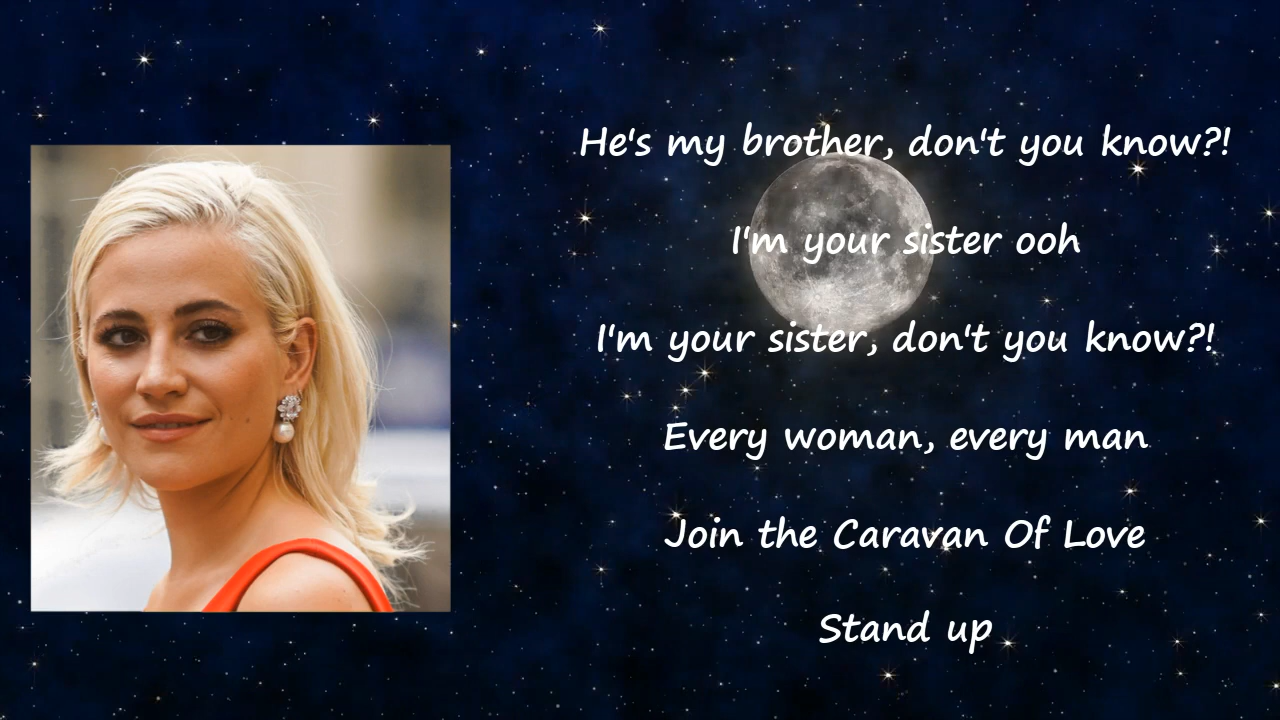 He's my brother, don't you know?!
I'm your sister ooh
I'm your sister, don't you know?!
Every woman, every man
Join the Caravan Of Love
Stand up